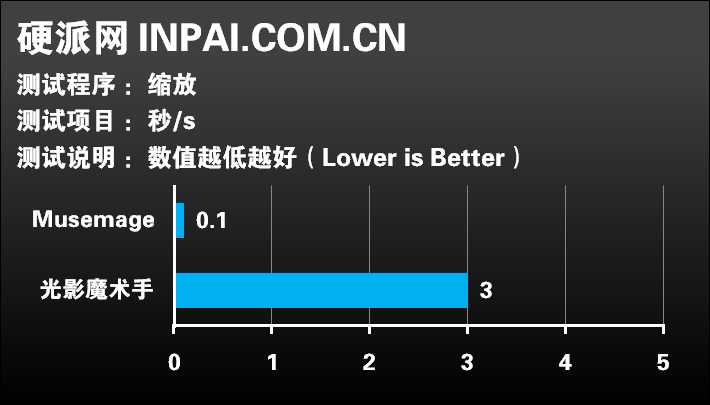 硬派网 INPAI.COM.CN
测试程序：缩放
测试项目：秒/s
测试说明：数值越低越好（Lower is Better）
Musemage 0.1
光影魔术手 3
0 1 2 3 4 5